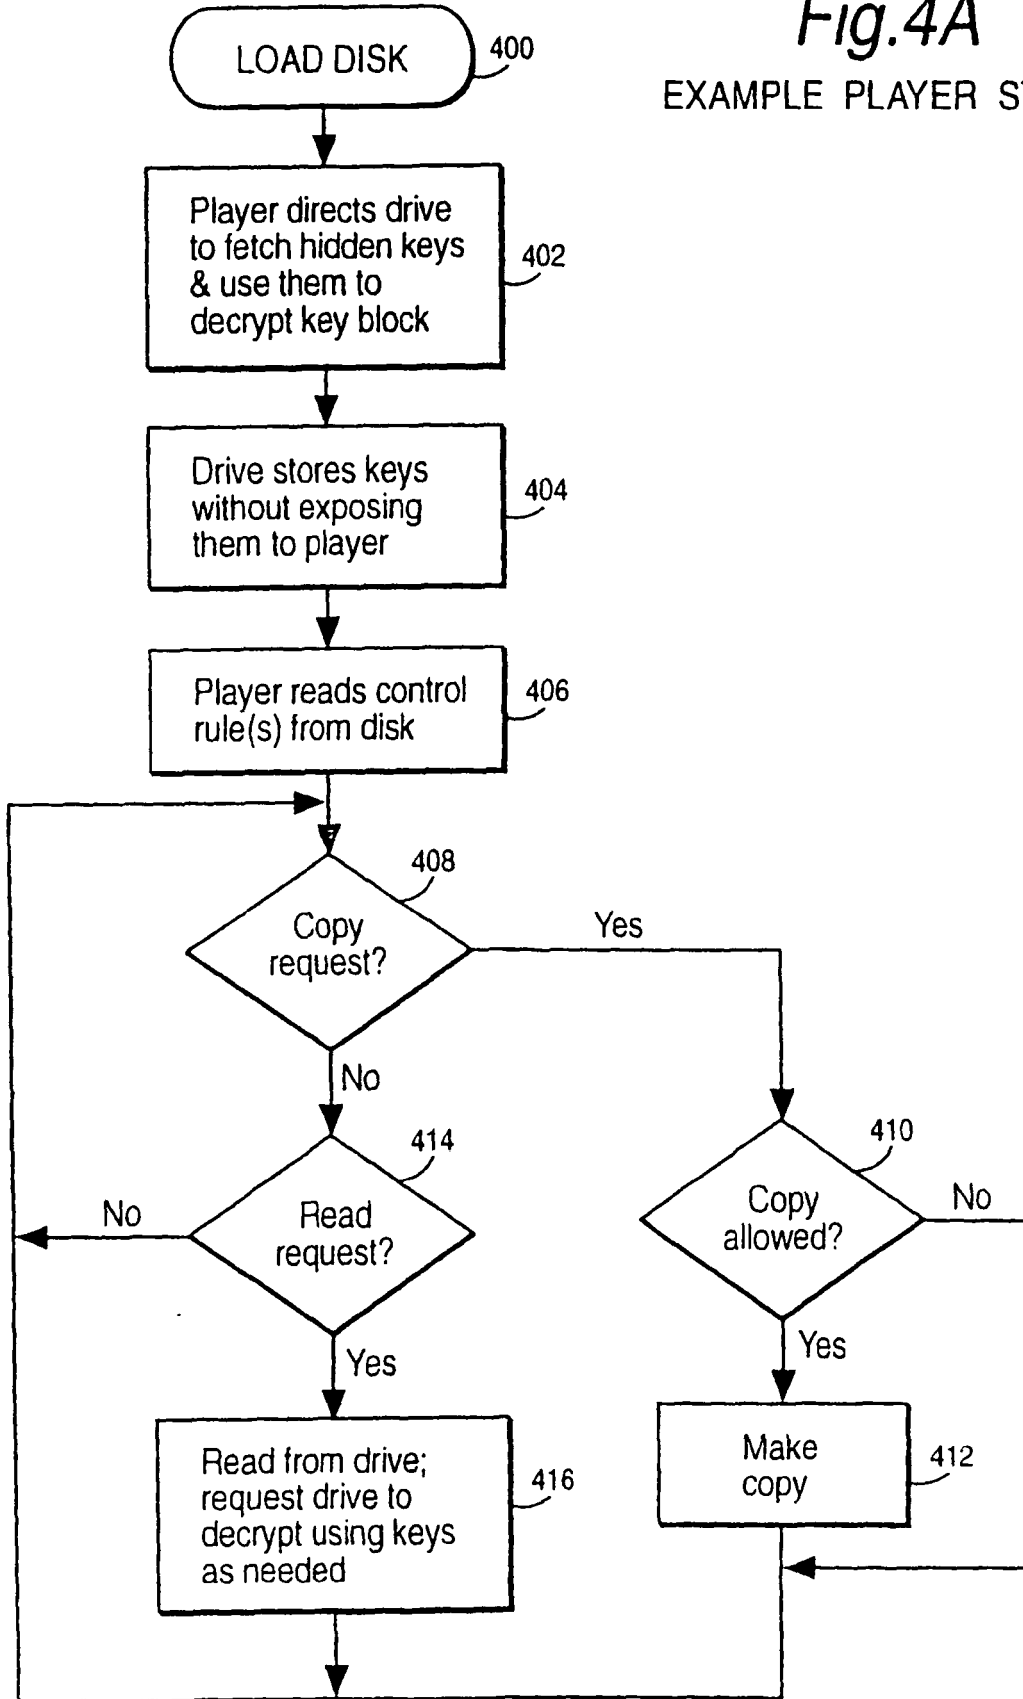 Fig.4A
EXAMPLE PLAYER
LOAD DISK
400
Player directs drive
to fetch hidden keys
& use them to
decrypt key block
402
Drive stores keys
without exposing
them to player
404
Player reads control
rule(s) from disk
406
408
Copy
request?
Yes
No
414
Read
request?
No
Yes
410
Copy
allowed?
No
Yes
Read from drive;
request drive to
decrypt using keys
as needed
416
Make
copy
412